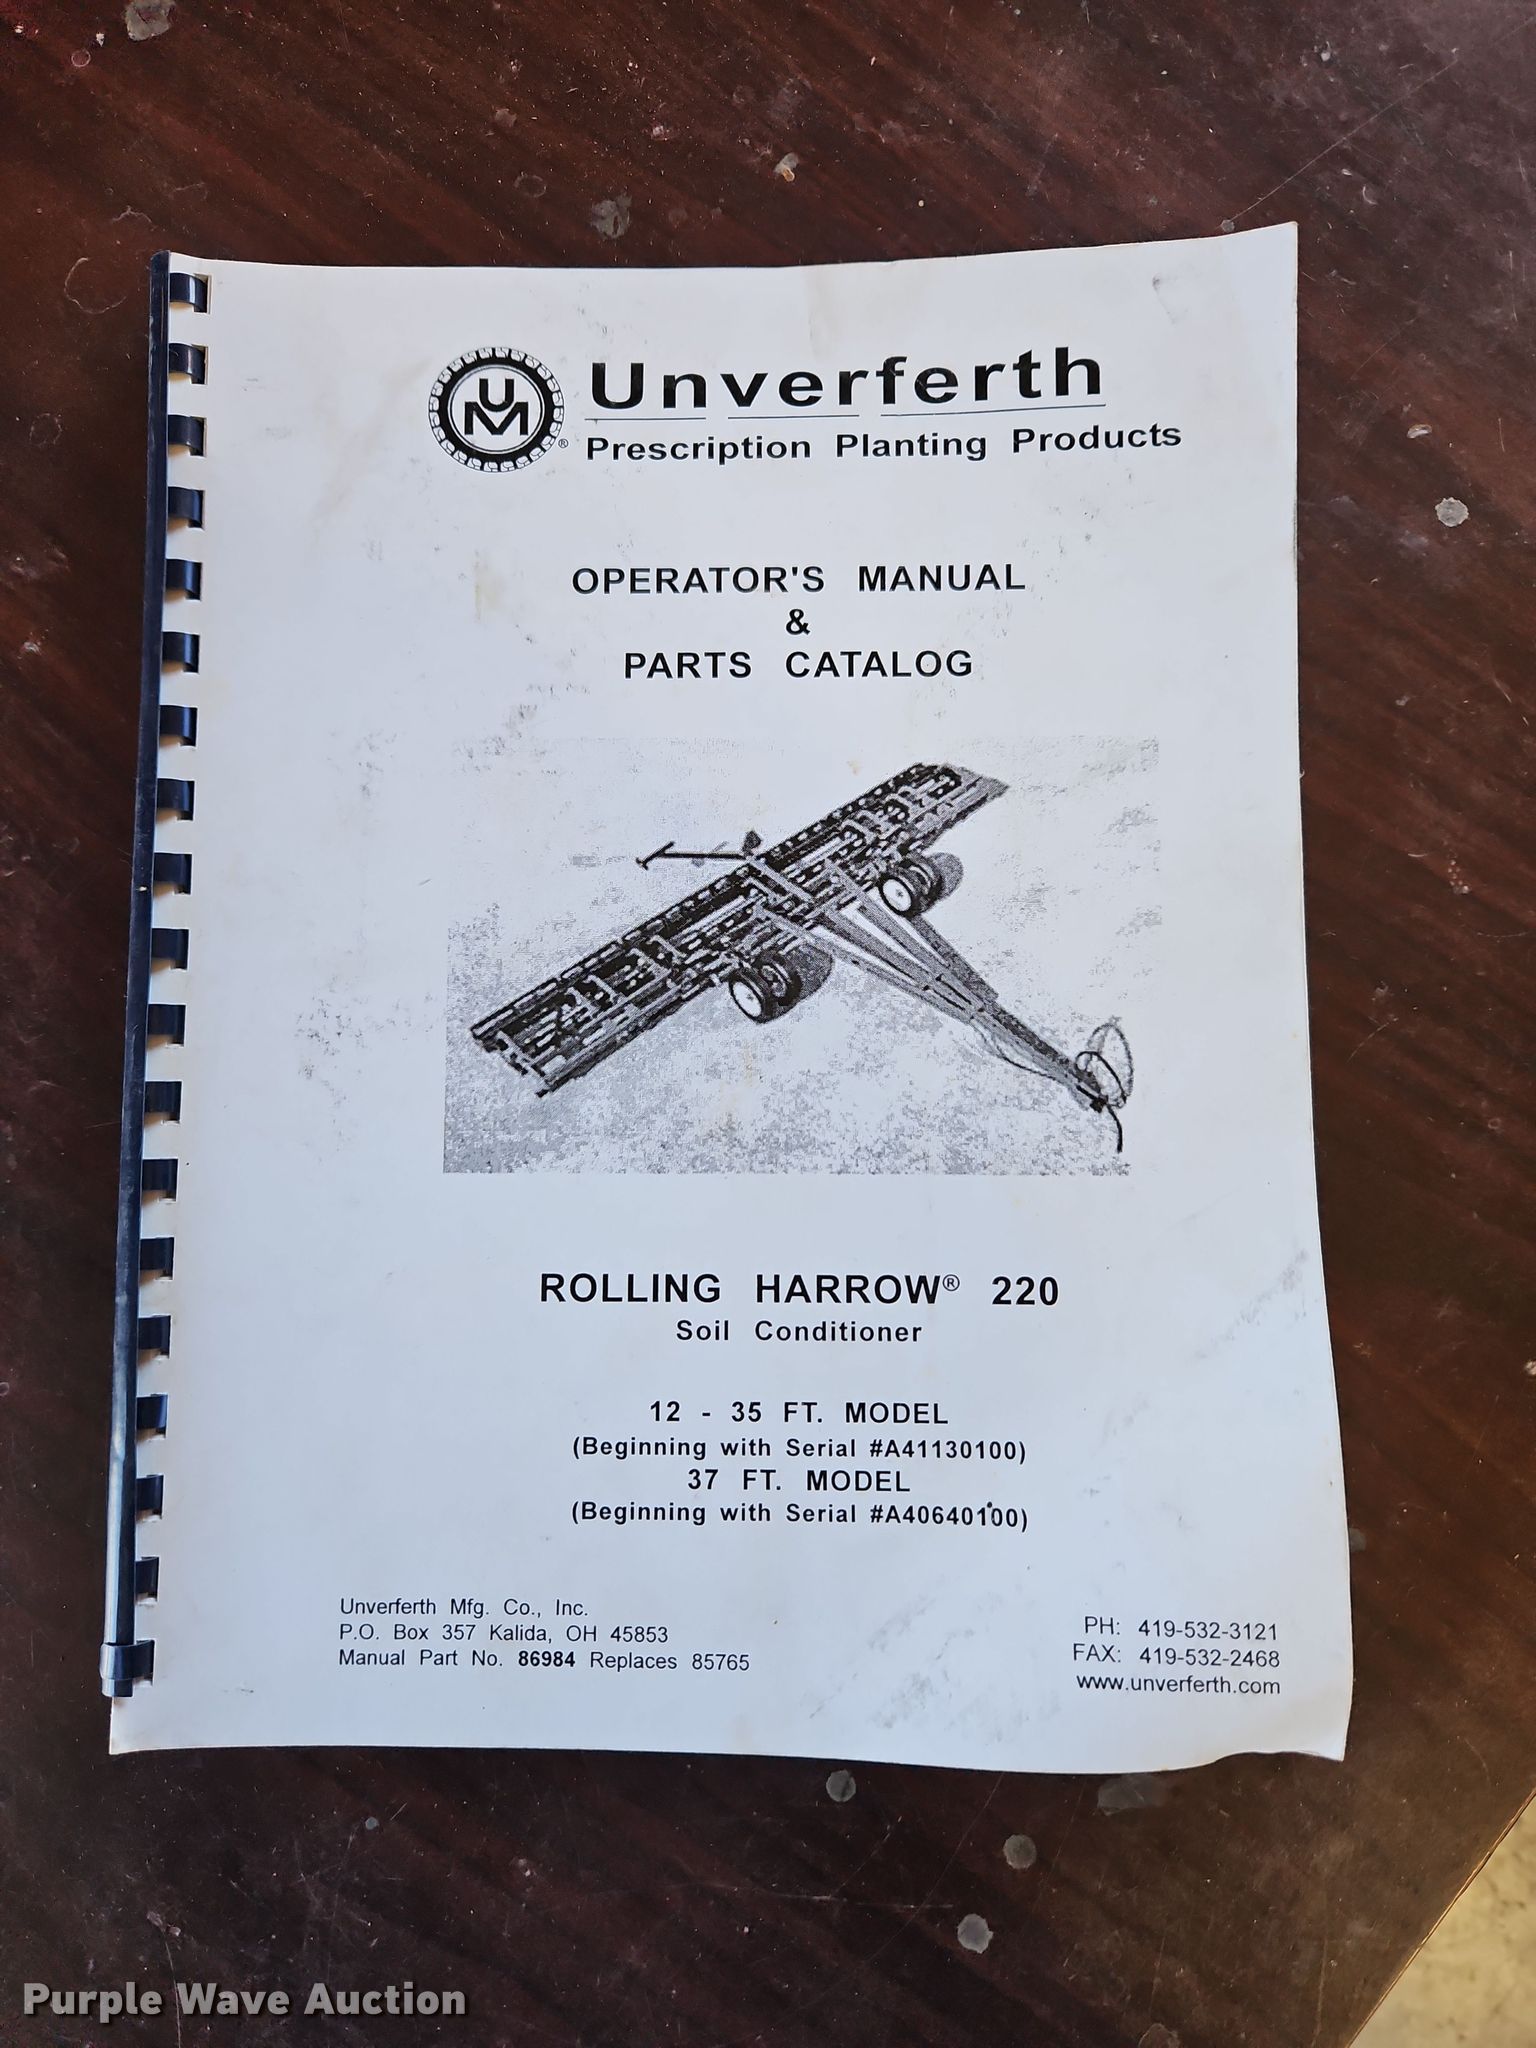 UM
®
Unverferth
Prescription Planting Products
OPERATOR'S MANUAL
&
PARTS CATALOG
ROLLING HARROW® 220
Soil Conditioner
12 - 35 FT. MODEL
(Beginning with Serial #A41130100)
37 FT. MODEL
(Beginning with Serial #A40640100)
Unverferth Mfg. Co., Inc.
P.O. Box 357 Kalida, OH 45853
Manual Part No. 86984 Replaces 85765
PH: 419-532-3121
FAX: 419-532-2468
www.unverferth.com
Purple Wave Auction